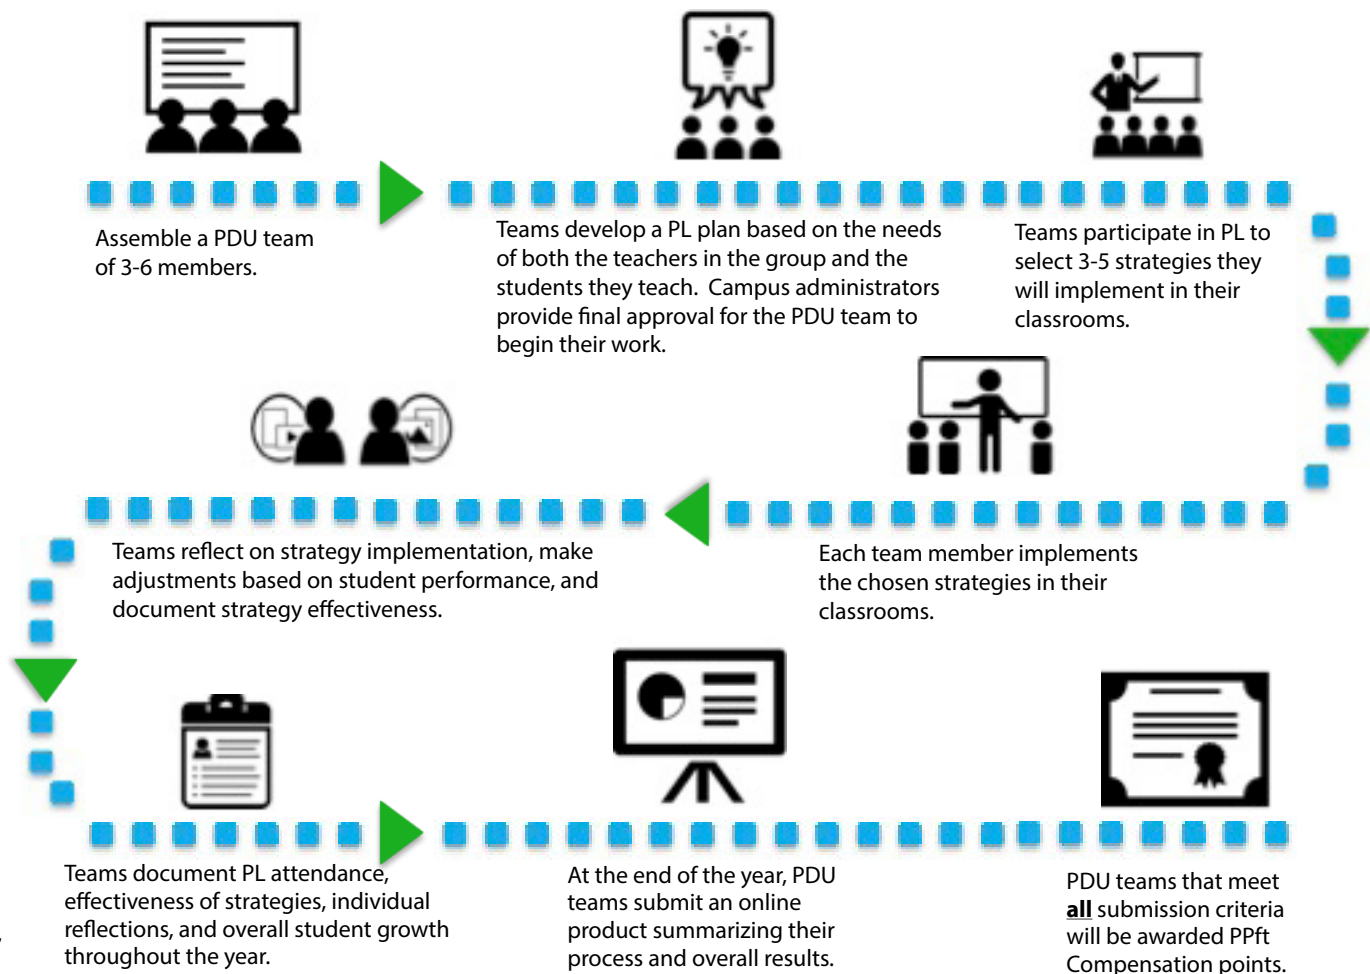 Assemble a PDU team
of 3-6 members.
Teams develop a PL plan based on the needs
of both the teachers in the group and the
students they teach.  Campus administrators
provide final approval for the PDU team to
begin their work.
Teams participate in PL to
select 3-5 strategies they
will implement in their
classrooms.
Each team member implements
the chosen strategies in their
classrooms.
Teams reflect on strategy implementation, make
adjustments based on student performance, and
document strategy effectiveness.
Teams document PL attendance,
effectiveness of strategies, individual
reflections, and overall student growth
throughout the year.
At the end of the year, PDU
teams submit an online
product summarizing their
process and overall results.
PDU teams that meet
all submission criteria
will be awarded PPft
Compensation points.